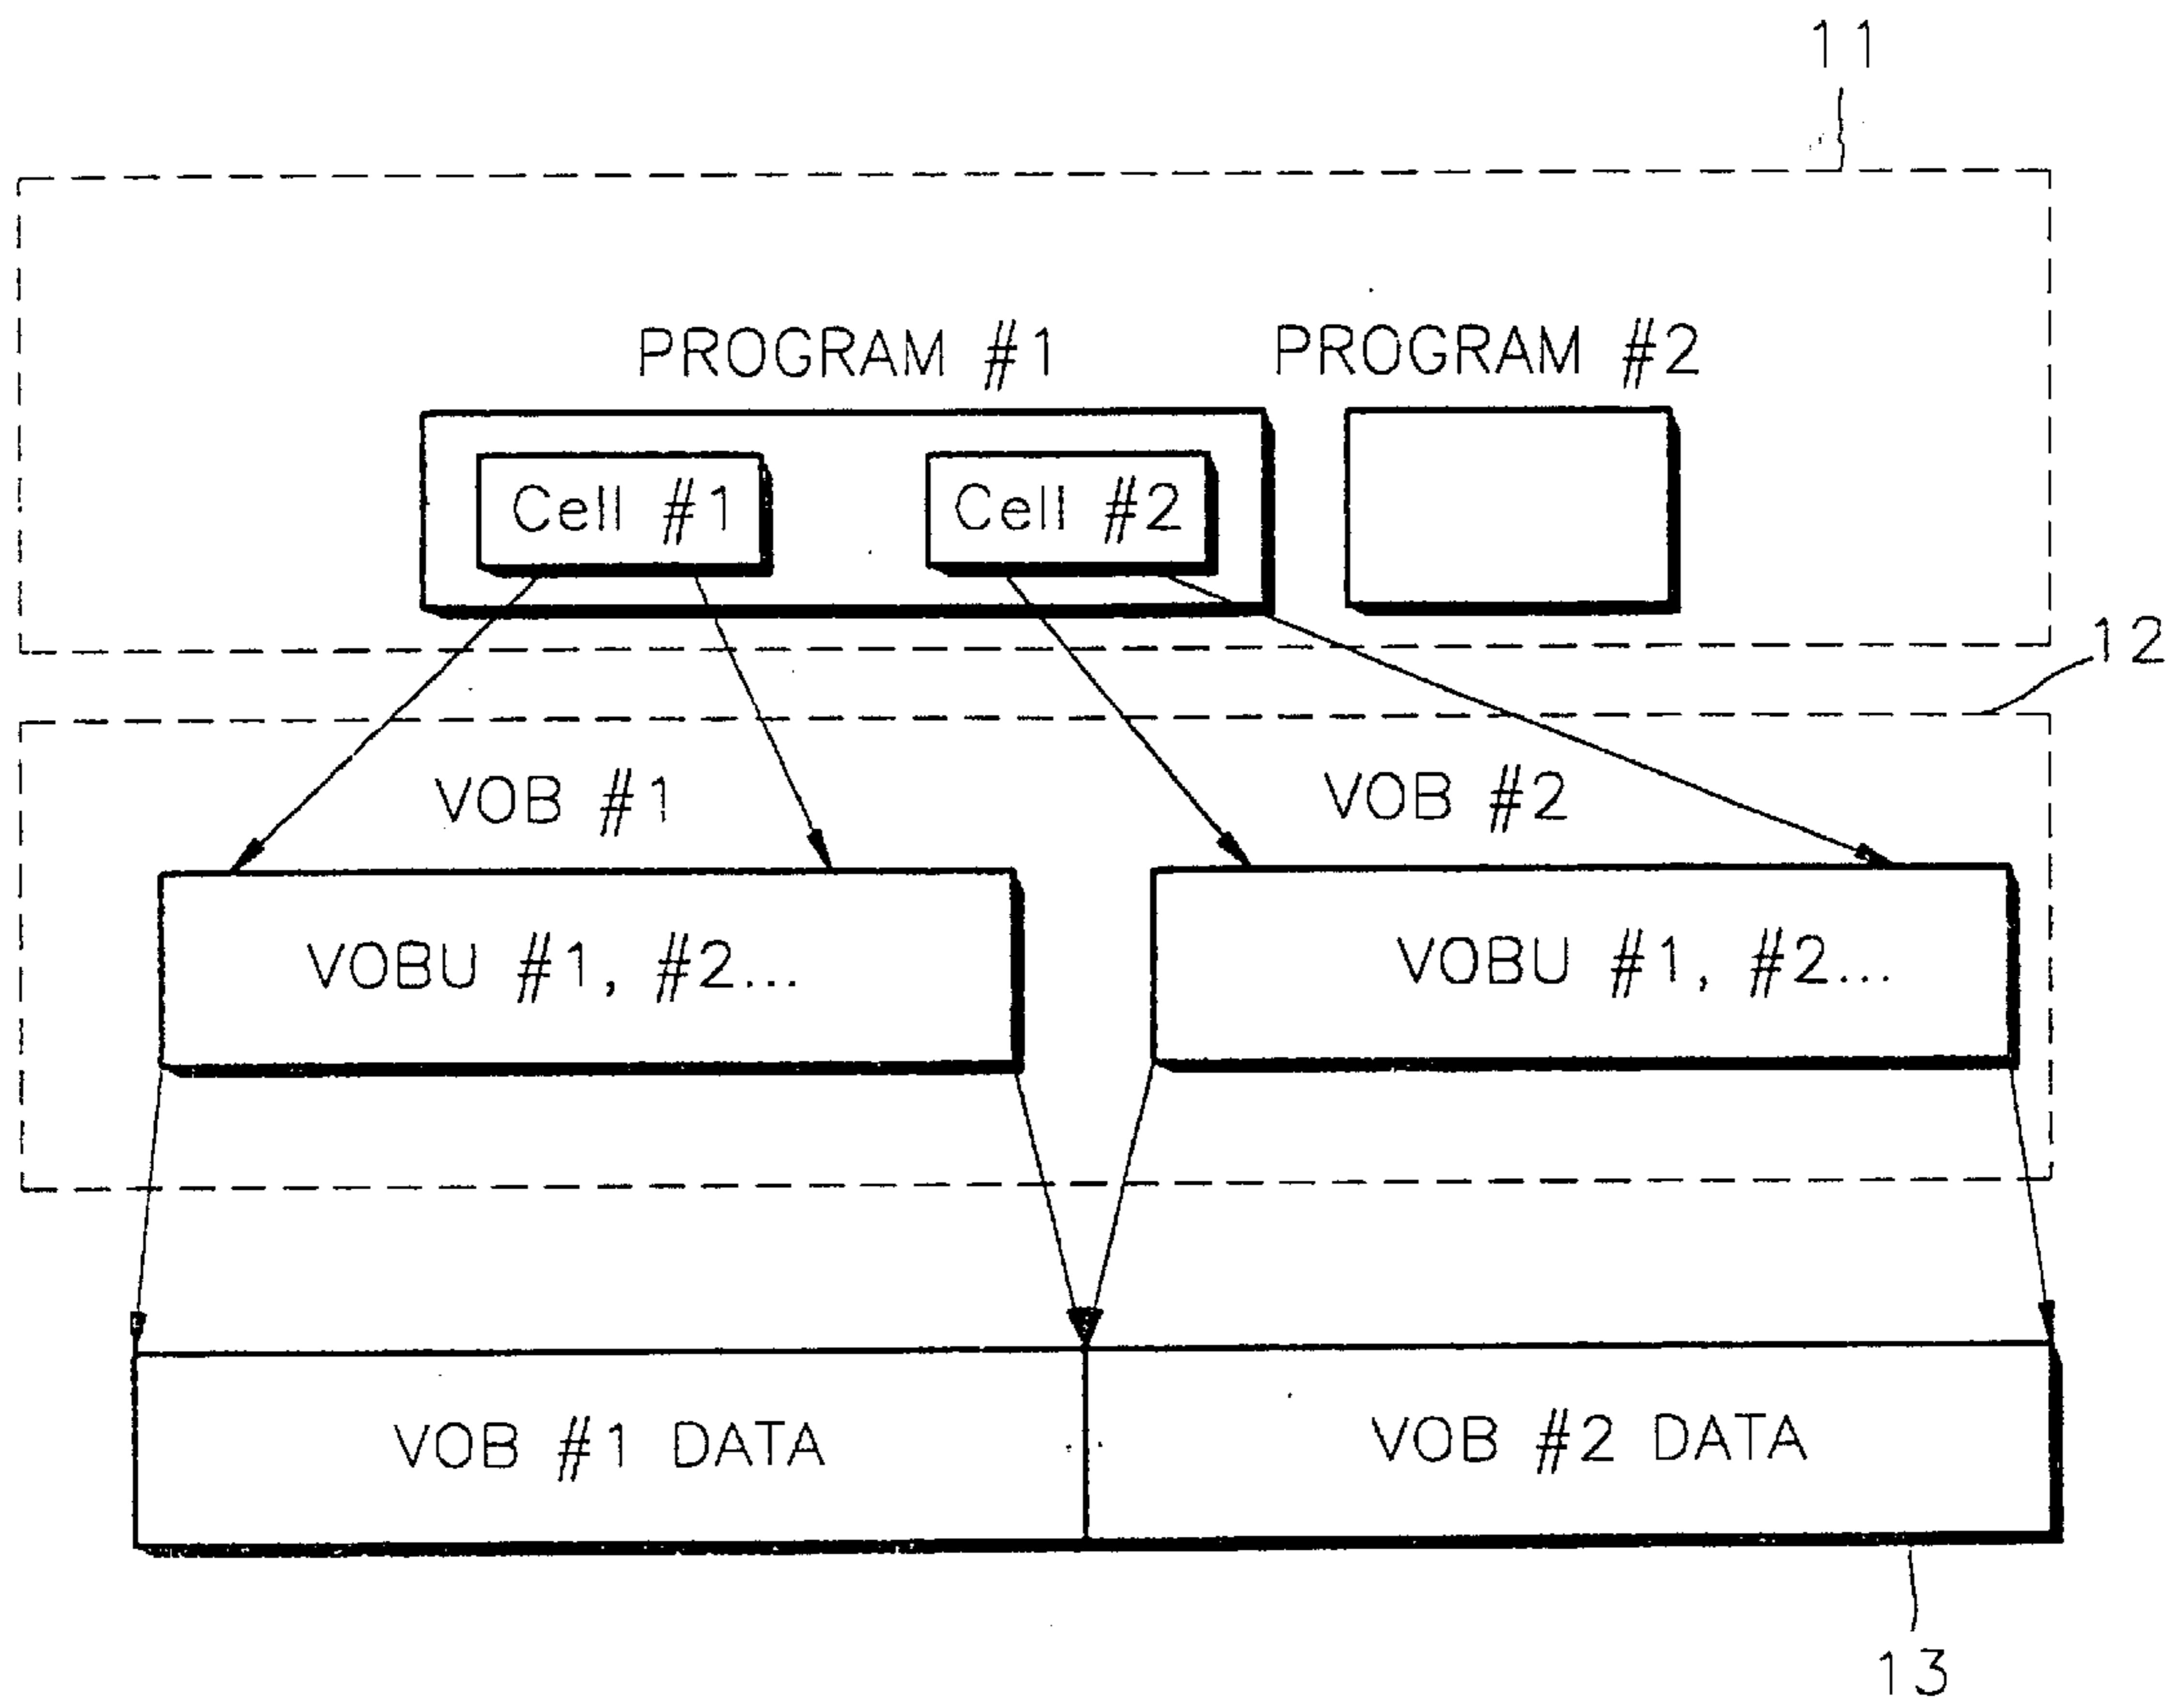 11
PROGRAM #1
PROGRAM #2
Cell #1
Cell #2
12
VOB #1
VOB #2
VOBU #1, #2...
VOBU #1, #2...
VOB #1 DATA
VOB #2 DATA
13